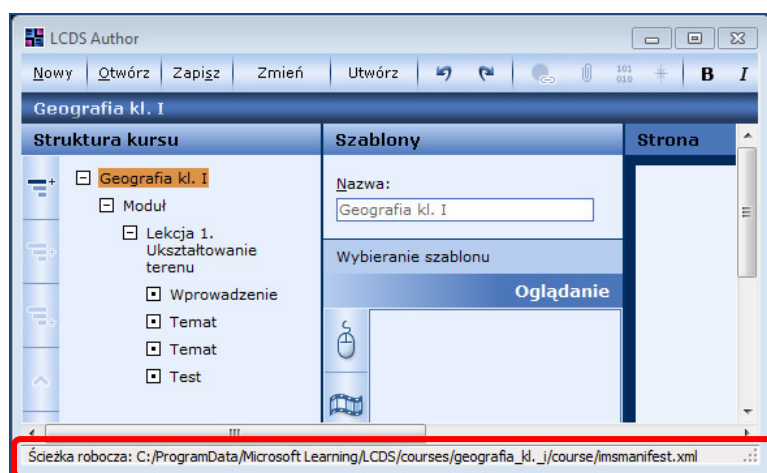 LCDS Author
Nowy Otwórz Zapisz Zmień Utwórz 101 010 B I
Geografia kl. I
Struktura kursu
Geografia kl. I
Moduł
Lekcja 1.
Ukształtowanie
terenu
Wprowadzenie
Temat
Temat
Test
Szablony
Nazwa:
Geografia kl. I
Wybieranie szablonu
Oglądanie
Strona
Ścieżka robocza: C:/ProgramData/Microsoft Learning/LCDS/courses/geografia_kl._i/course/imsmanifest.xml